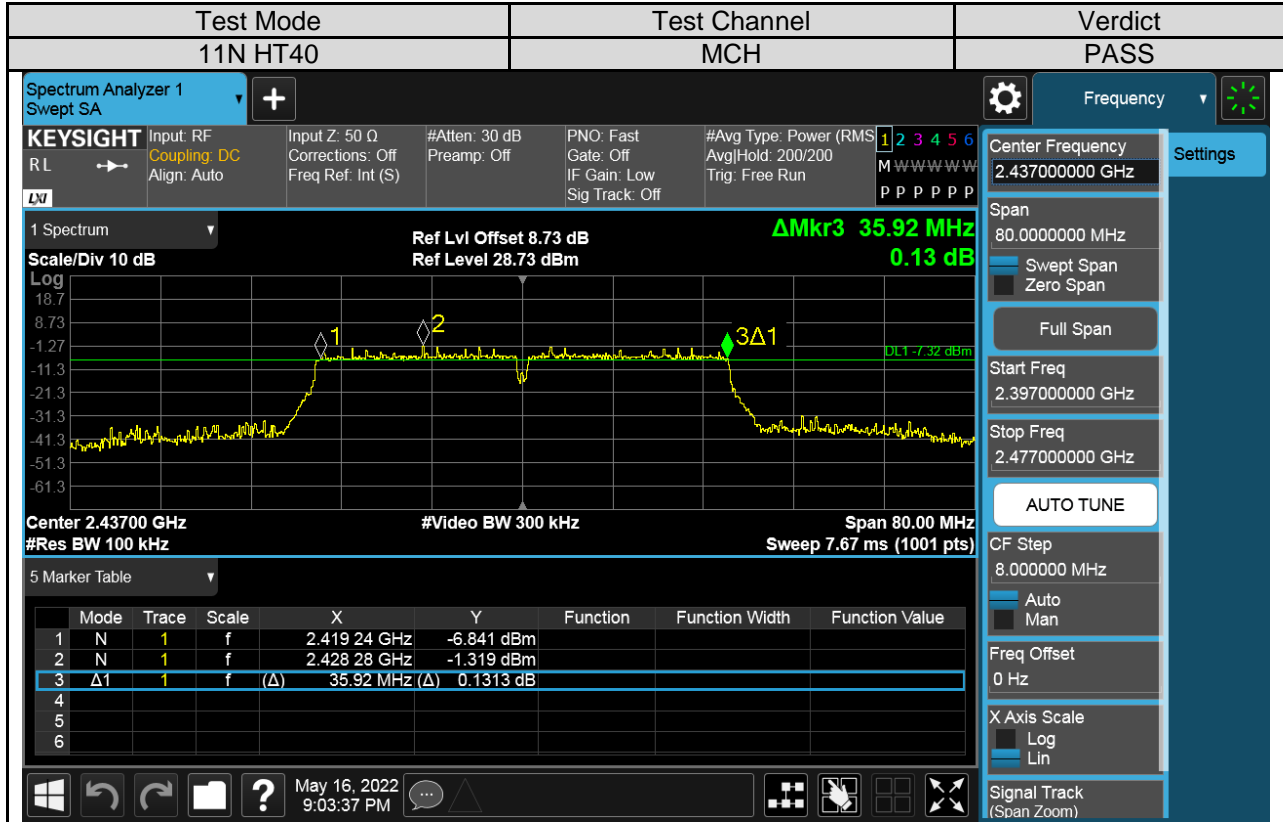 Test Mode Test Channel Verdict
11N HT40 MCH PASS
Spectrum Analyzer 1
Swept SA
+
Frequency
KEYSIGHT Input: RF Input Z: 50 Ω #Atten: 30 dB PNO: Fast #Avg Type: Power (RMS 1 2 3 4 5 6
R L Coupling: DC Corrections: Off Preamp: Off Gate: Off Avg|Hold: 200/200 M W W W W W
Align: Auto Freq Ref: Int (S) IF Gain: Low Trig: Free Run
LXI Sig Track: Off P P P P P P
1 Spectrum
Ref Lvl Offset 8.73 dB ΔMkr3 35.92 MHz
Scale/Div 10 dB Ref Level 28.73 dBm 0.13 dB
Log
18.7
8.73
-1.27
-11.3
-21.3
-31.3
-41.3
-51.3
-61.3
1
2
3Δ1
DL1 -7.32 dBm
Center 2.43700 GHz #Video BW 300 kHz Span 80.00 MHz
#Res BW 100 kHz Sweep 7.67 ms (1001 pts)
5 Marker Table
Mode Trace Scale X Y Function Function Width Function Value
1 N 1 f 2.419 24 GHz -6.841 dBm
2 N 1 f 2.428 28 GHz -1.319 dBm
3 Δ1 1 f (Δ) 35.92 MHz (Δ) 0.1313 dB
4
5
6
?
May 16, 2022
9:03:37 PM
Center Frequency
2.437000000 GHz
Settings
Span
80.0000000 MHz
Swept Span
Zero Span
Full Span
Start Freq
2.397000000 GHz
Stop Freq
2.477000000 GHz
AUTO TUNE
CF Step
8.000000 MHz
Auto
Man
Freq Offset
0 Hz
X Axis Scale
Log
Lin
Signal Track
(Span Zoom)